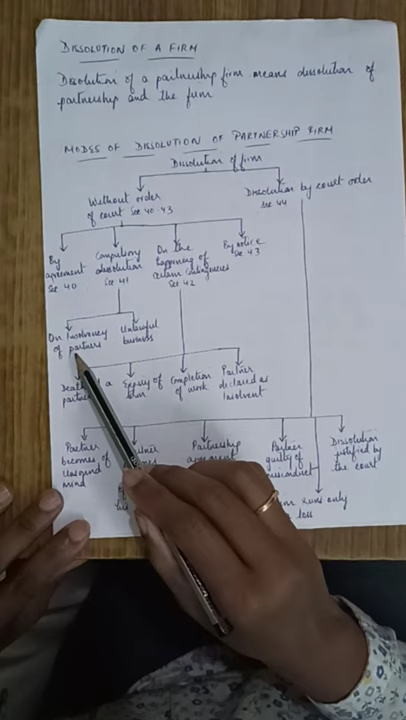 DISSOLUTION OF A FIRM
Dissolution of a partnership firm means dissolution of
partnership and the firm
MODES OF DISSOLUTION OF PARTNERSHIP FIRM
Dissolution of firm
Without order
of court Sec 40-43
Dissolution by court order
Sec 44
By
agreement
Sec 40
Compulsory
dissolution
Sec 41
On the
happening of
certain contingencies
Sec 42
By notice
Sec 43
On Insolvency
of partners
Unlawful
business
Death a
partner
Expiry of
term
Completion
of work
Partner
declared as
Insolvent
Partner
becomes of
Unsound
mind
Partnership
agreement
Partner
guilty of
misconduct
Dissolution
justified by
the court
runs only
loss